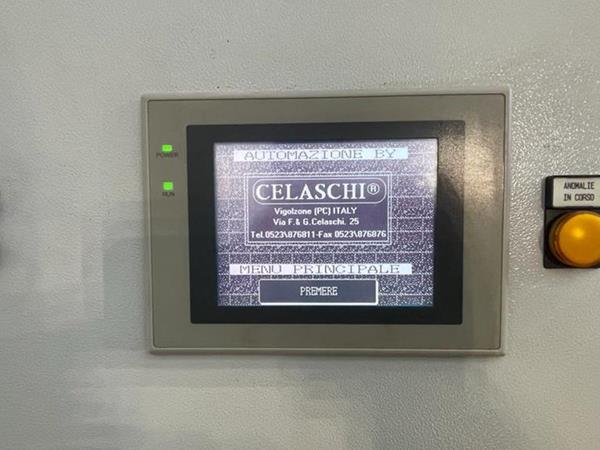 AUTOMAZIONE BY
CELASCHI®
Vigolzone (PC) ITALY
Via F. & G. Celaschi. 25
Tel. 0523\876811-Fax 0523\876876
MENU PRINCIPALE
PREMERE
POWER
RUN
ANOMALIE
IN CORSO